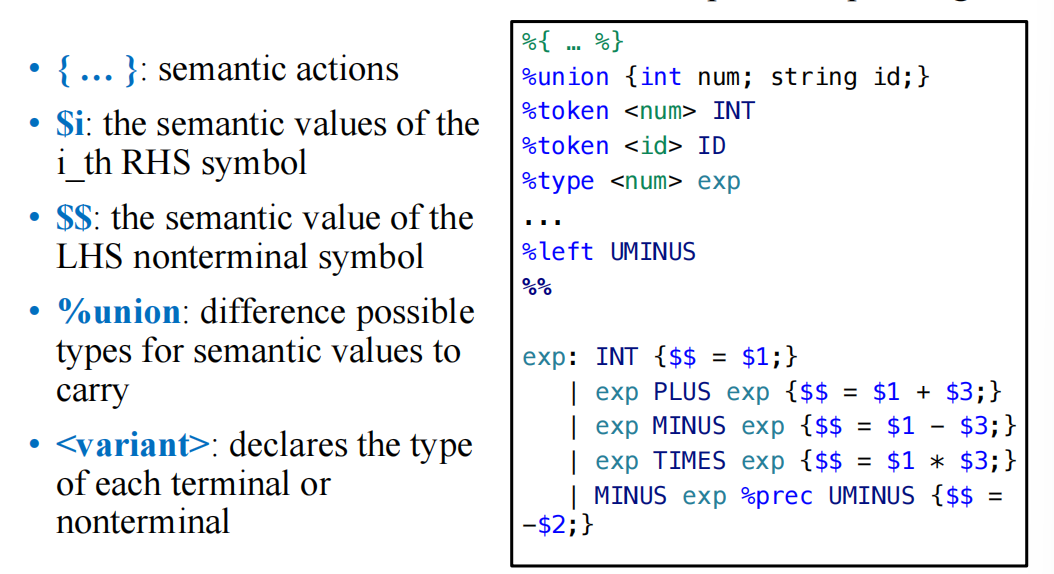 • { … }: semantic actions
• $i: the semantic values of the
i_th RHS symbol
• $$: the semantic value of the
LHS nonterminal symbol
• %union: difference possible
types for semantic values to
carry
• <variant>: declares the type
of each terminal or
nonterminal
%{ … %}
%union {int num; string id;}
%token <num> INT
%token <id> ID
%type <num> exp
...
%left UMINUS
%%
exp: INT {$$ = $1;}
| exp PLUS exp {$$ = $1 + $3;}
| exp MINUS exp {$$ = $1 − $3;}
| exp TIMES exp {$$ = $1 * $3;}
| MINUS exp %prec UMINUS {$$ =
−$2;}